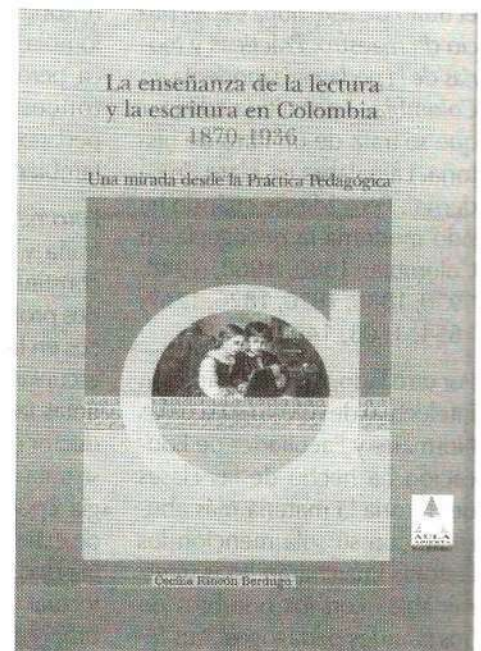 La enseñanza de la lectura
y la escritura en Colombia
1870-1936
Una mirada desde la Práctica Pedagógica
a
AULA
ABIERTA
Cecilia Rincón Berdugo